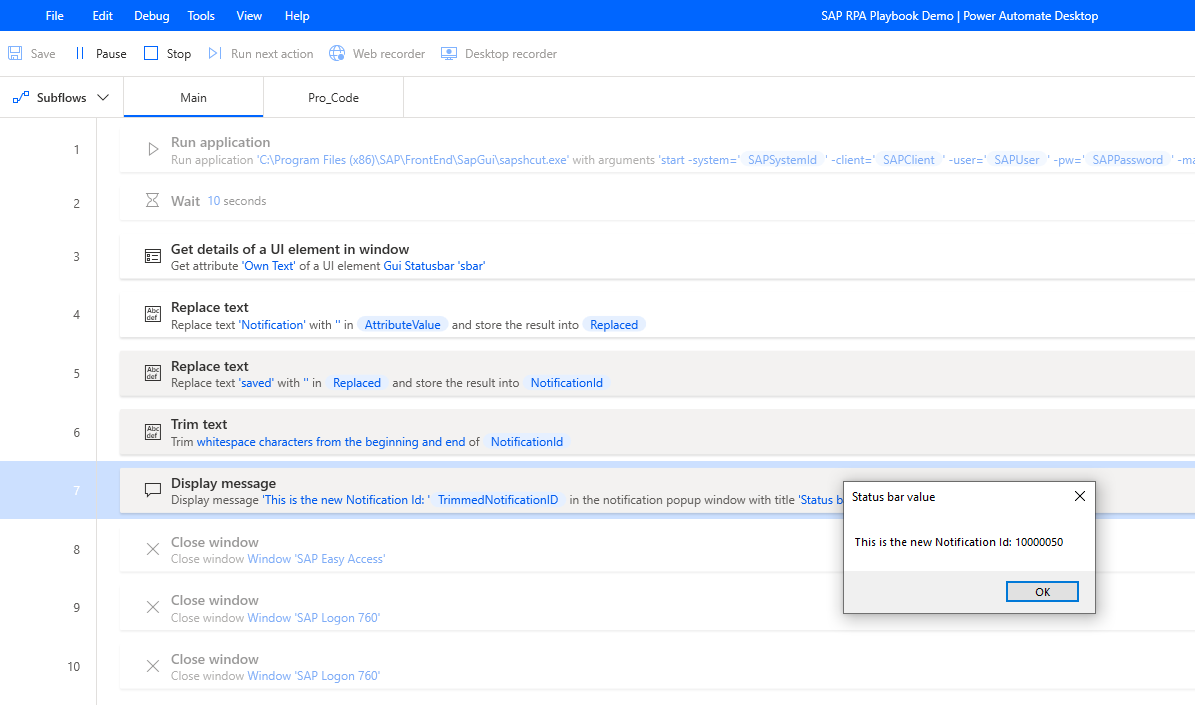 File Edit Debug Tools View Help SAP RPA Playbook Demo | Power Automate Desktop
Save Pause Stop Run next action Web recorder Desktop recorder
Subflows Main Pro_Code
1 Run application
Run application 'C:\Program Files (x86)\SAP\FrontEnd\SapGui\sapshcut.exe' with arguments 'start -system=' SAPSystemId ' -client=' SAPClient ' -user=' SAPUser ' -pw=' SAPPassword ' -ma
2 Wait 10 seconds
3 Get details of a UI element in window
Get attribute 'Own Text' of a UI element Gui Statusbar 'sbar'
4 Replace text
Replace text 'Notification' with '' in AttributeValue and store the result into Replaced
5 Replace text
Replace text 'saved' with '' in Replaced and store the result into NotificationId
6 Trim text
Trim whitespace characters from the beginning and end of NotificationId
7 Display message
Display message 'This is the new Notification Id: ' TrimmedNotificationID in the notification popup window with title 'Status b
Status bar value
This is the new Notification Id: 10000050
OK
8 Close window
Close window Window 'SAP Easy Access'
9 Close window
Close window Window 'SAP Logon 760'
10 Close window
Close window Window 'SAP Logon 760'
Abc
def
Abc
def
Abc
def